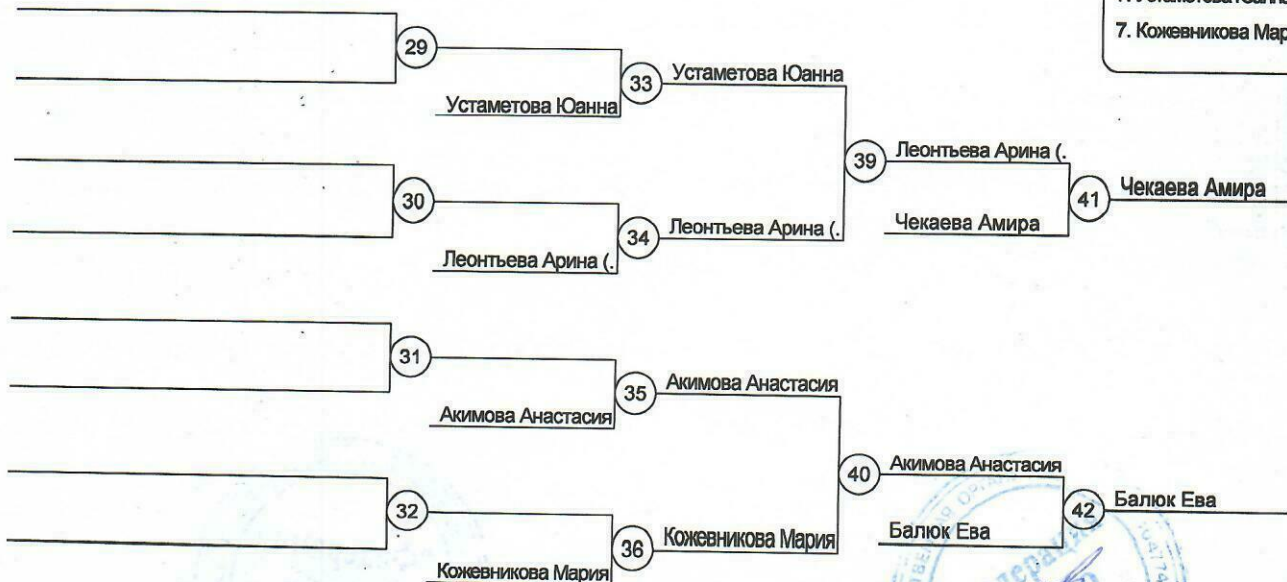 7. Кожевникова Мар
29
33
Устаметова Юанна
Устаметова Юанна
39
Леонтьева Арина (.
30
41
Чекаева Амира
34
Леонтьева Арина (.
Чекаева Амира
Леонтьева Арина (.
31
35
Акимова Анастасия
Акимова Анастасия
40
Акимова Анастасия
32
42
Балюк Ева
36
Кожевникова Мария
Балюк Ева
Кожевникова Мария